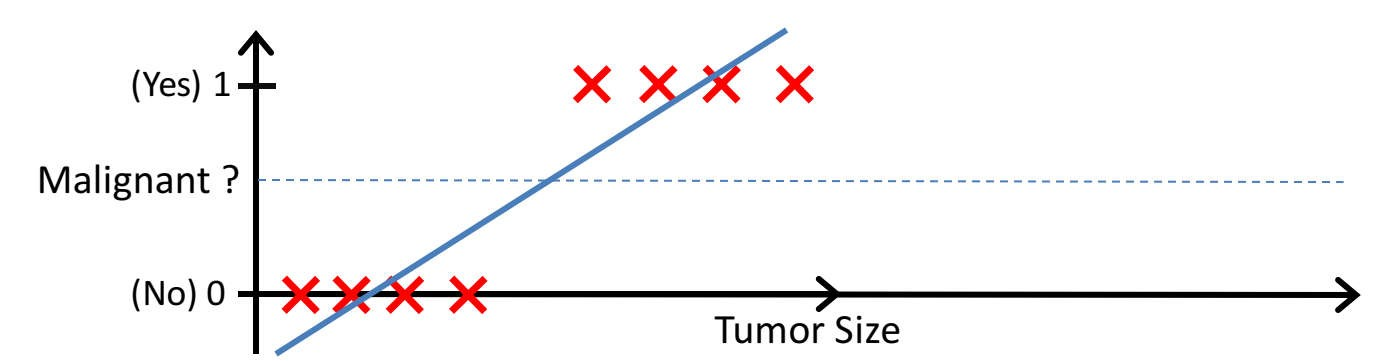 (Yes) 1
Malignant ?
(No) 0
Tumor Size